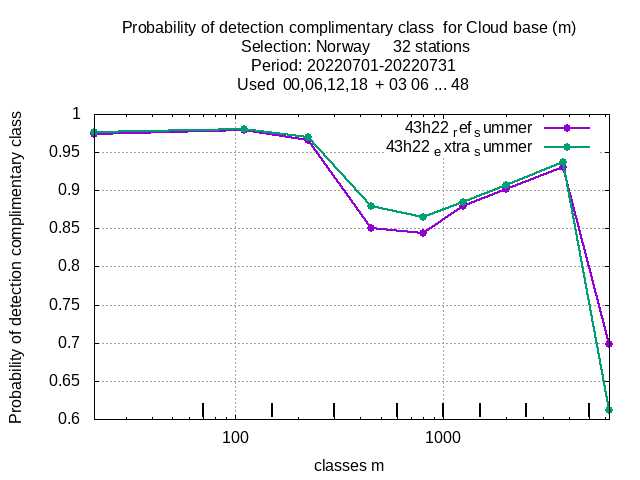 Probability of detection complimentary class  for Cloud base (m)
Selection: Norway     32 stations
Period: 20220701-20220731
Used  00,06,12,18  + 03 06 ... 48
Probability of detection complimentary class
1
0.95
0.9
0.85
0.8
0.75
0.7
0.65
0.6
43h22 ref summer
43h22 extra summer
100
1000
classes m